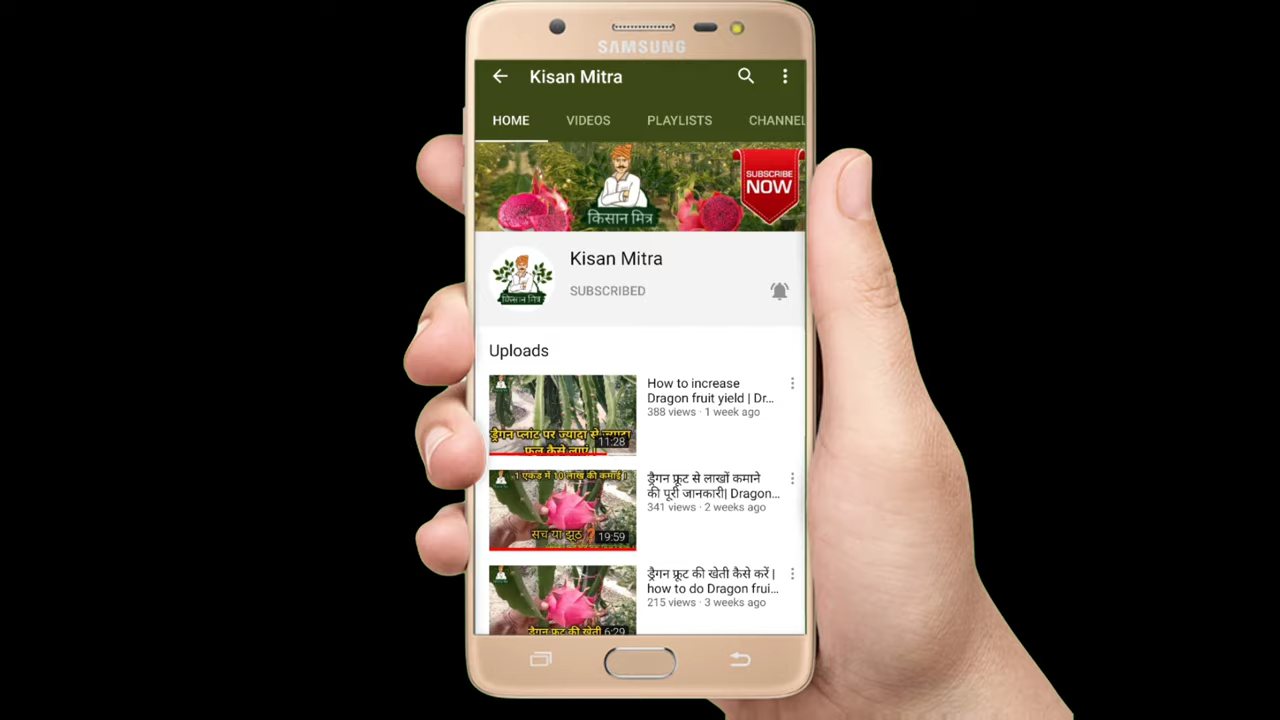 SAMSUNG
Kisan Mitra
HOME VIDEOS PLAYLISTS CHANNEL
SUBSCRIBE
NOW
किसान मित्र
Kisan Mitra
किसान मित्र
SUBSCRIBED
Uploads
How to increase
Dragon fruit yield | Dr...
388 views · 1 week ago
ड्रैगन प्लांट पर ज्यादा से ज्यादा
11:28
फूल कैसे लाऐं |
1 एकड में 10 लाख की कमाई |
ड्रैगन फ्रूट से लाखों कमाने
की पूरी जानकारी| Dragon...
341 views · 2 weeks ago
सच या झूठ ?
19:59
ड्रैगन फ्रूट की खेती कैसे करें |
how to do Dragon frui...
215 views · 3 weeks ago
ड्रैगन फ्रूट की खेती 6:29